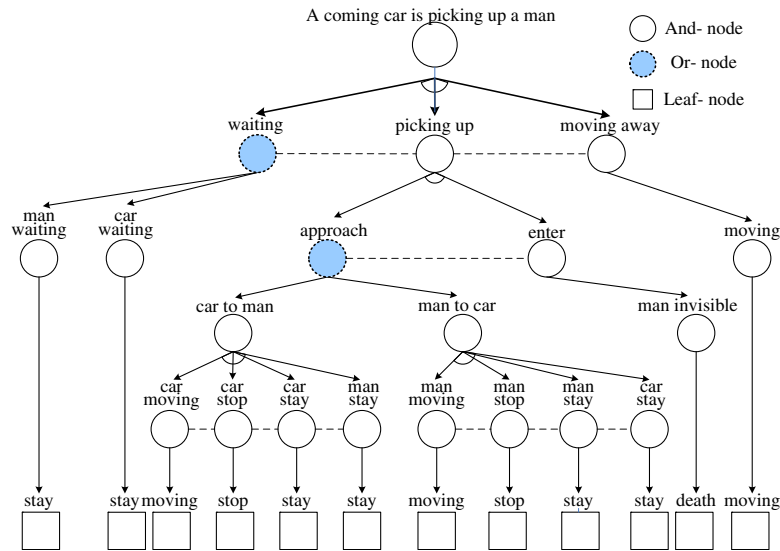 A coming car is picking up a man
And- node
Or- node
Leaf- node
waiting
picking up
moving away
man
waiting
car
waiting
approach
enter
moving
car to man
man to car
man invisible
car
moving
car
stop
car
stay
man
stay
man
moving
man
stop
man
stay
car
stay
stay
stay
moving
stop
stay
stay
moving
stop
stay
stay
death
moving